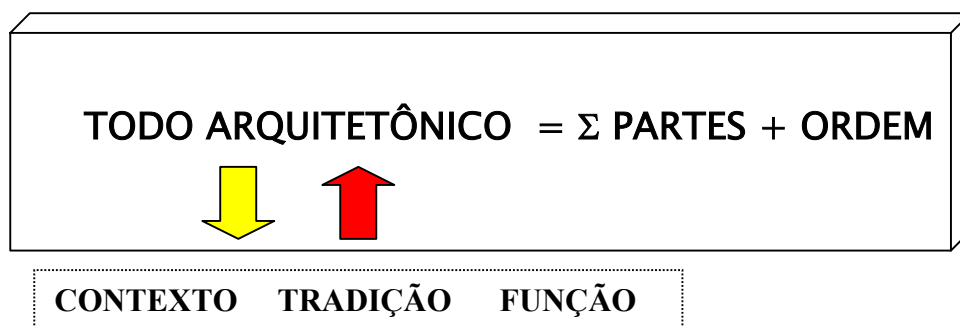 TODO ARQUITETÔNICO = Σ PARTES + ORDEM
CONTEXTO TRADIÇÃO FUNÇÃO